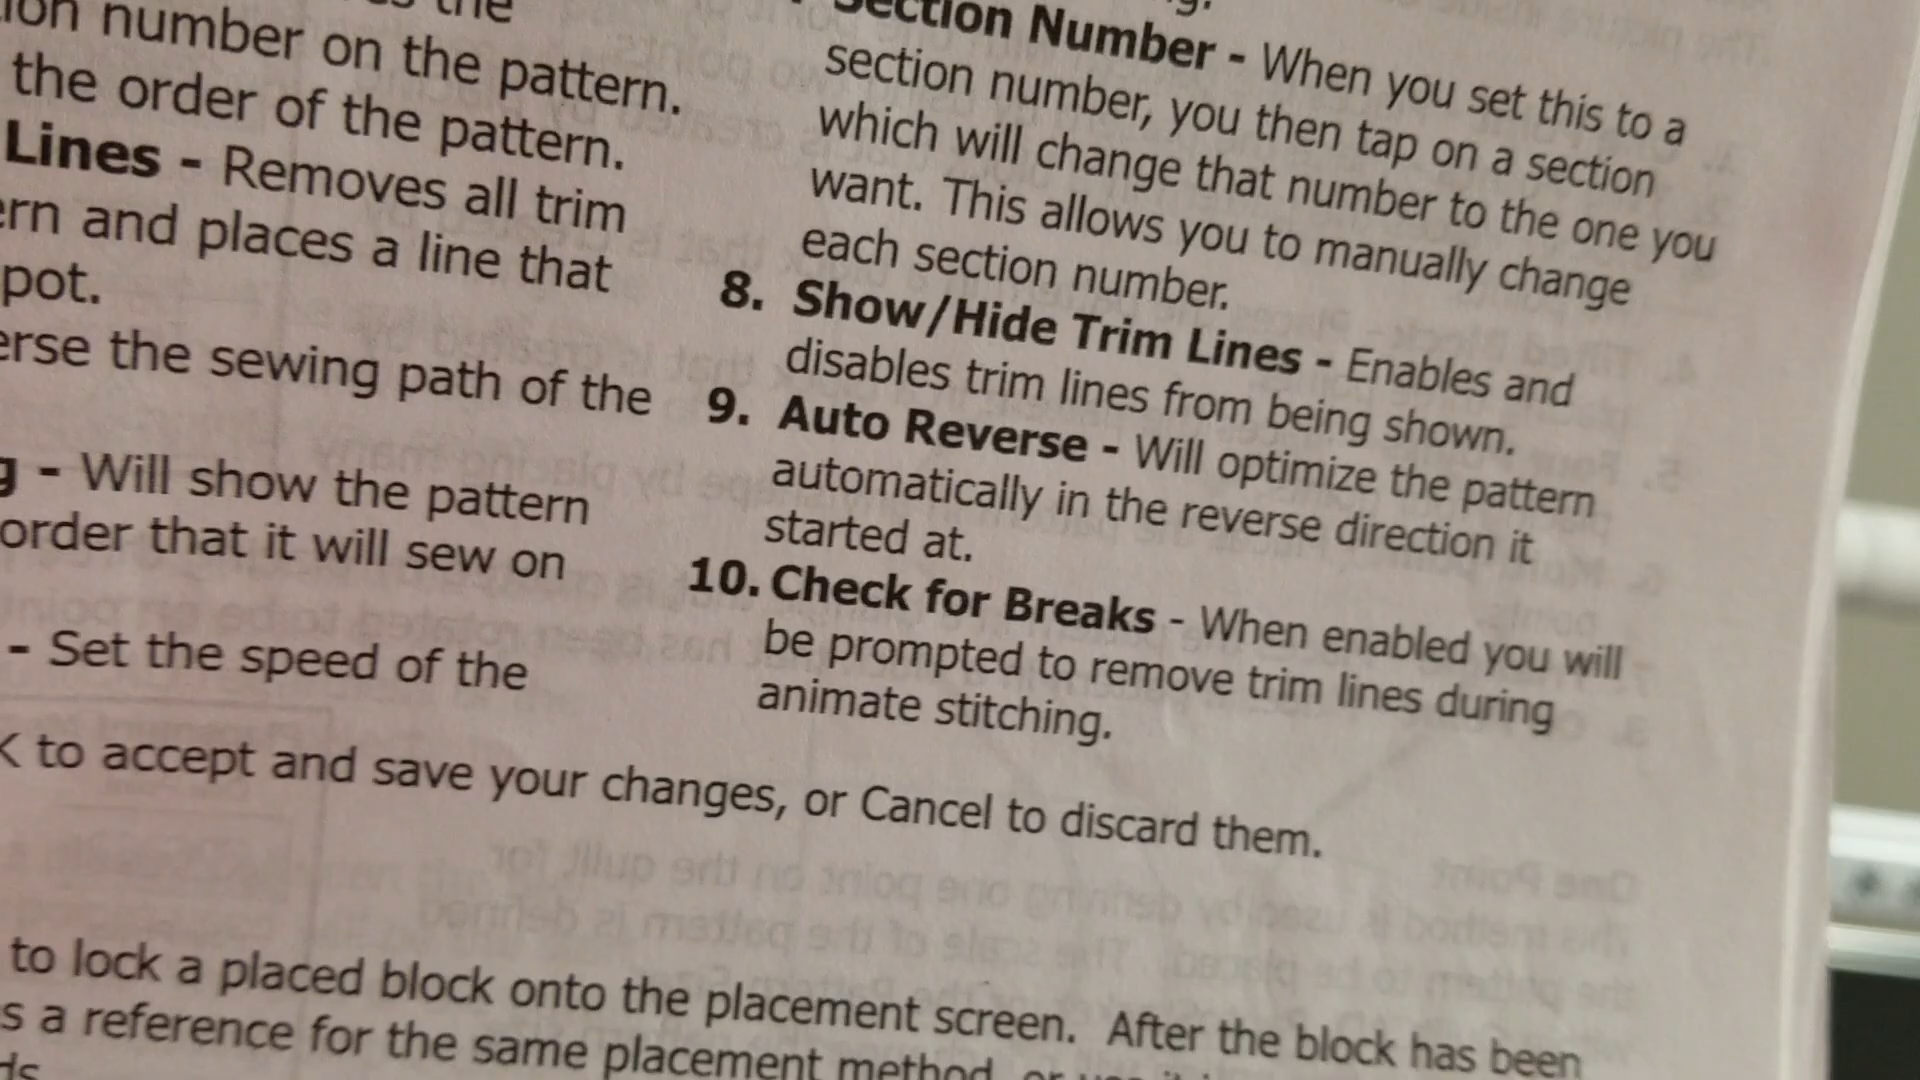 the
ion number on the pattern.
the order of the pattern.
Lines - Removes all trim
ern and places a line that
pot.
erse the sewing path of the
g - Will show the pattern
order that it will sew on
- Set the speed of the
Section Number - When you set this to a
section number, you then tap on a section
which will change that number to the one you
want. This allows you to manually change
each section number.
8. Show/Hide Trim Lines - Enables and
disables trim lines from being shown.
9. Auto Reverse - Will optimize the pattern
automatically in the reverse direction it
started at.
10. Check for Breaks - When enabled you will
be prompted to remove trim lines during
animate stitching.
K to accept and save your changes, or Cancel to discard them.
to lock a placed block onto the placement screen. After the block has been
s a reference for the same placement method, or
ds